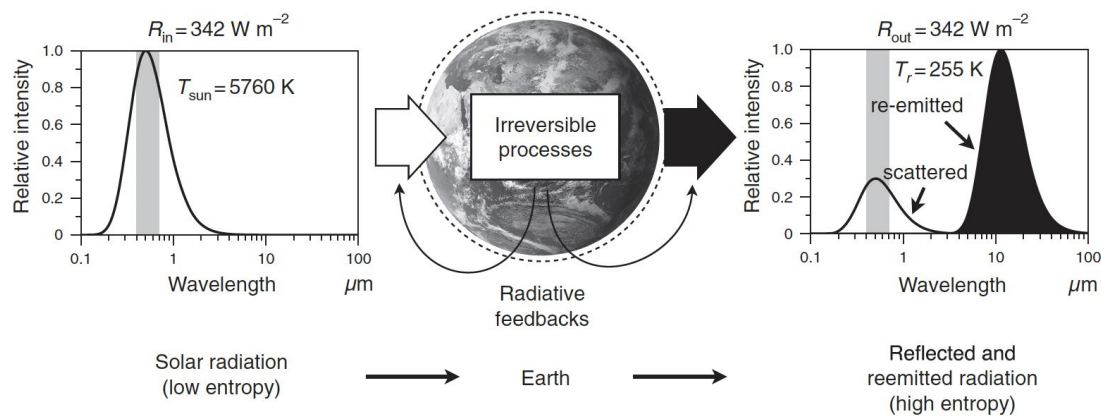 R_in = 342 W m⁻²
Relative intensity
1.0
0.8
0.6
0.4
0.2
0
T_sun = 5760 K
0.1
1
10
100
Wavelength
μm
Irreversible
processes
Radiative
feedbacks
R_out = 342 W m⁻²
Relative intensity
1.0
0.8
0.6
0.4
0.2
0
T_r = 255 K
re-emitted
scattered
0.1
1
10
100
Wavelength
μm
Solar radiation
(low entropy)
Earth
Reflected and
reemitted radiation
(high entropy)